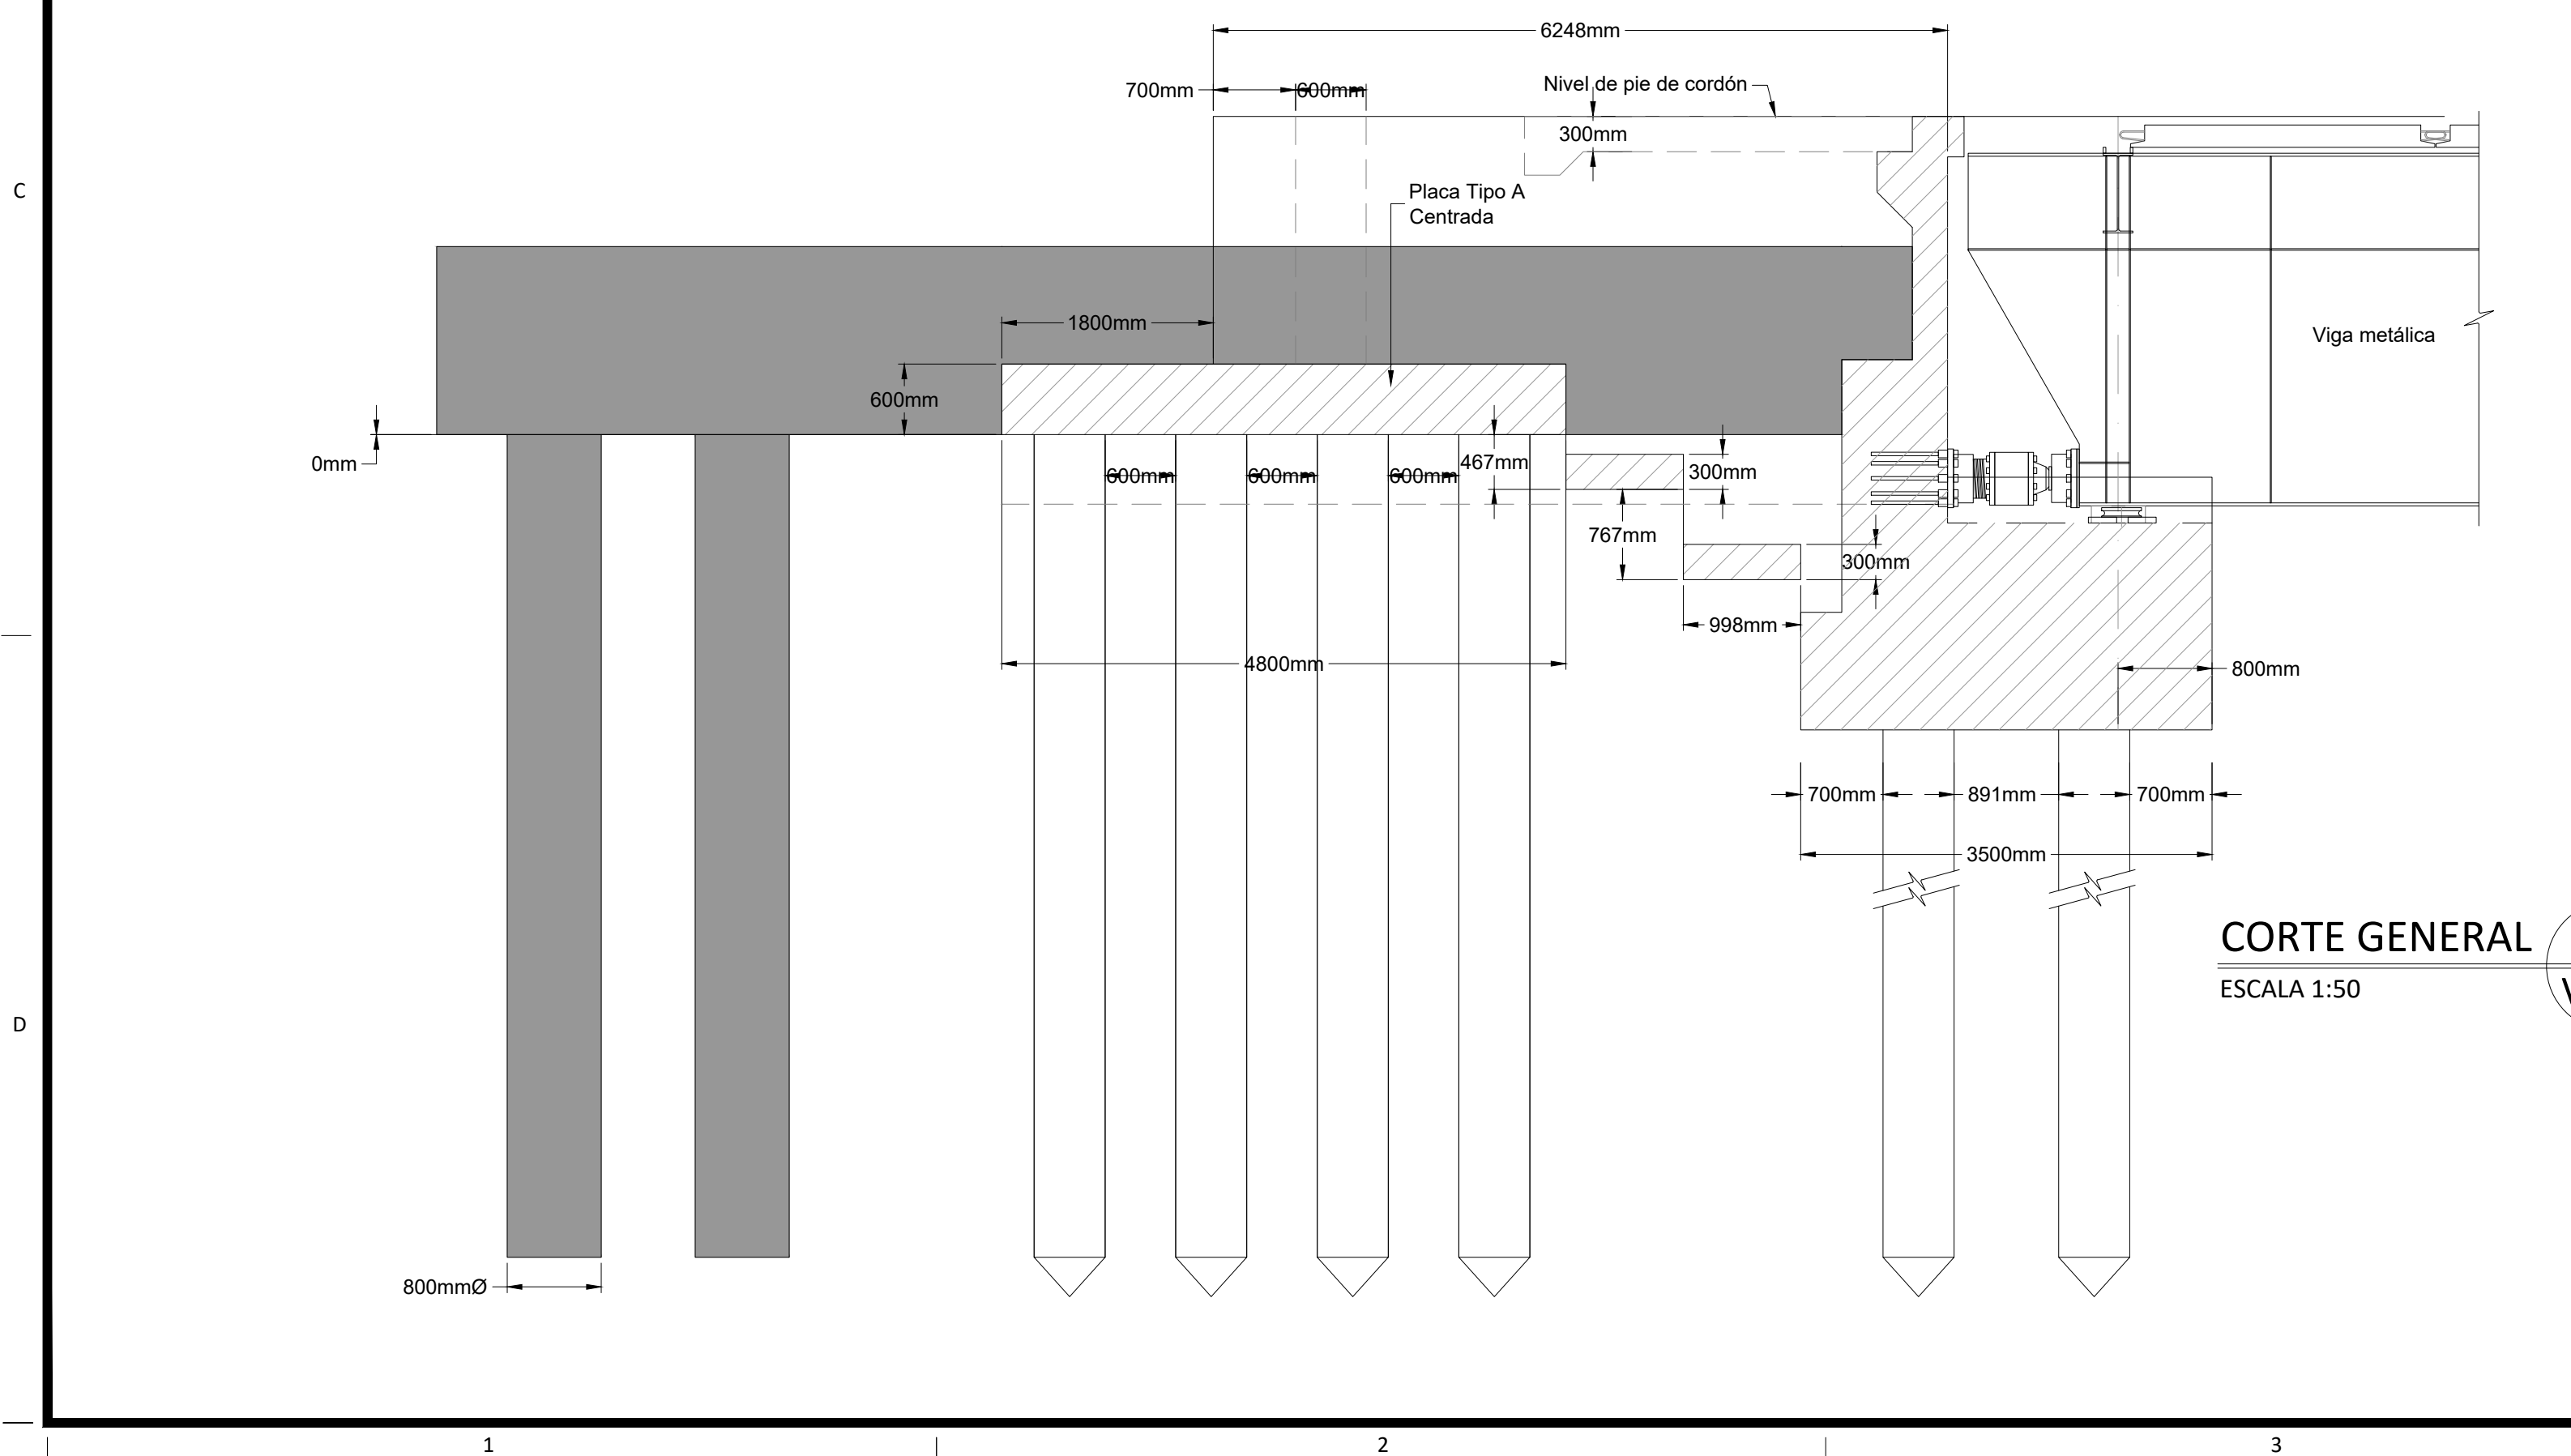 6248mm
700mm
600mm
Nivel de pie de cordón
300mm
C
Placa Tipo A
Centrada
1800mm
Viga metálica
600mm
0mm
600mm
600mm
600mm
467mm
300mm
767mm
300mm
998mm
4800mm
800mm
700mm
891mm
700mm
3500mm
CORTE GENERAL
ESCALA 1:50
D
800mmØ
1
2
3